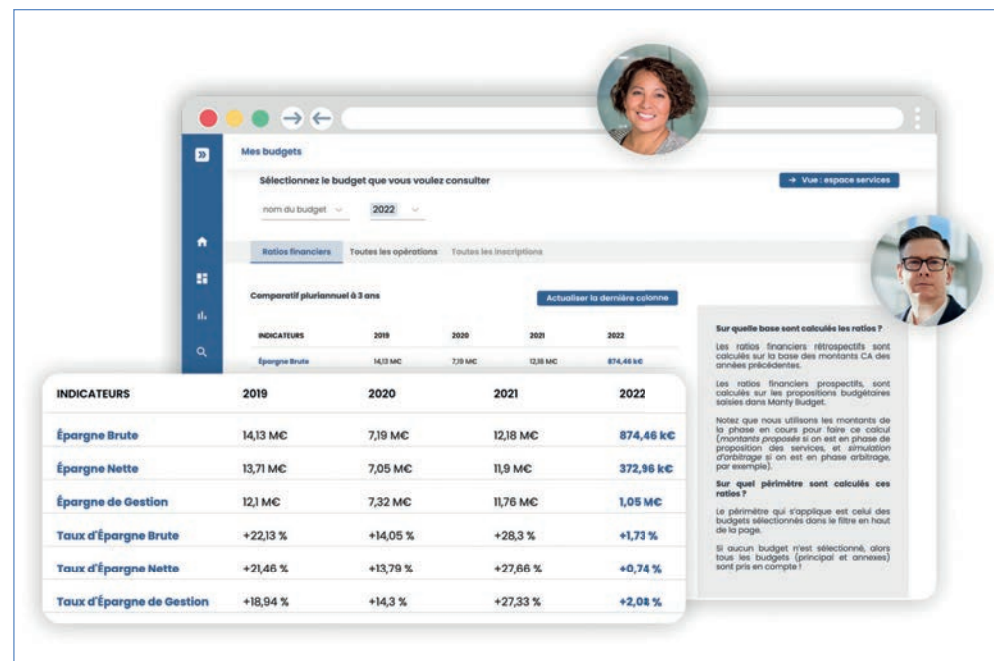 Mes budgets
Sélectionnez le budget que vous voulez consulter
→ Vue : espace services
nom du budget
2022
Ratios financiers Toutes les opérations Toutes les inscriptions
Comparatif pluriannuel à 3 ans
Actualiser la dernière colonne
INDICATEURS 2019 2020 2021 2022
Épargne Brute 14,13 M€ 7,19 M€ 12,18 M€ 874,46 k€
INDICATEURS 2019 2020 2021 2022
Épargne Brute 14,13 M€ 7,19 M€ 12,18 M€ 874,46 k€
Épargne Nette 13,71 M€ 7,05 M€ 11,9 M€ 372,96 k€
Épargne de Gestion 12,1 M€ 7,32 M€ 11,76 M€ 1,05 M€
Taux d'Épargne Brute +22,13 % +14,05 % +28,3 % +1,73 %
Taux d'Épargne Nette +21,46 % +13,79 % +27,66 % +0,74 %
Taux d'Épargne de Gestion +18,94 % +14,3 % +27,33 % +2,08 %
Sur quelle base sont calculés les ratios ?
Les ratios financiers rétrospectifs sont
calculés sur la base des montants CA des
années précédentes.
Les ratios financiers prospectifs, sont
calculés sur les propositions budgétaires
saisies dans Manty Budget.
Notez que nous utilisons les montants de
la phase en cours pour faire ce calcul
(montants proposés si on est en phase de
proposition des services, et simulation
d'arbitrage si on est en phase arbitrage,
par exemple).
Sur quel périmètre sont calculés ces
ratios ?
Le périmètre qui s'applique est celui des
budgets sélectionnés dans le filtre en haut
de la page.
Si aucun budget n'est sélectionné, alors
tous les budgets (principal et annexes)
sont pris en compte !